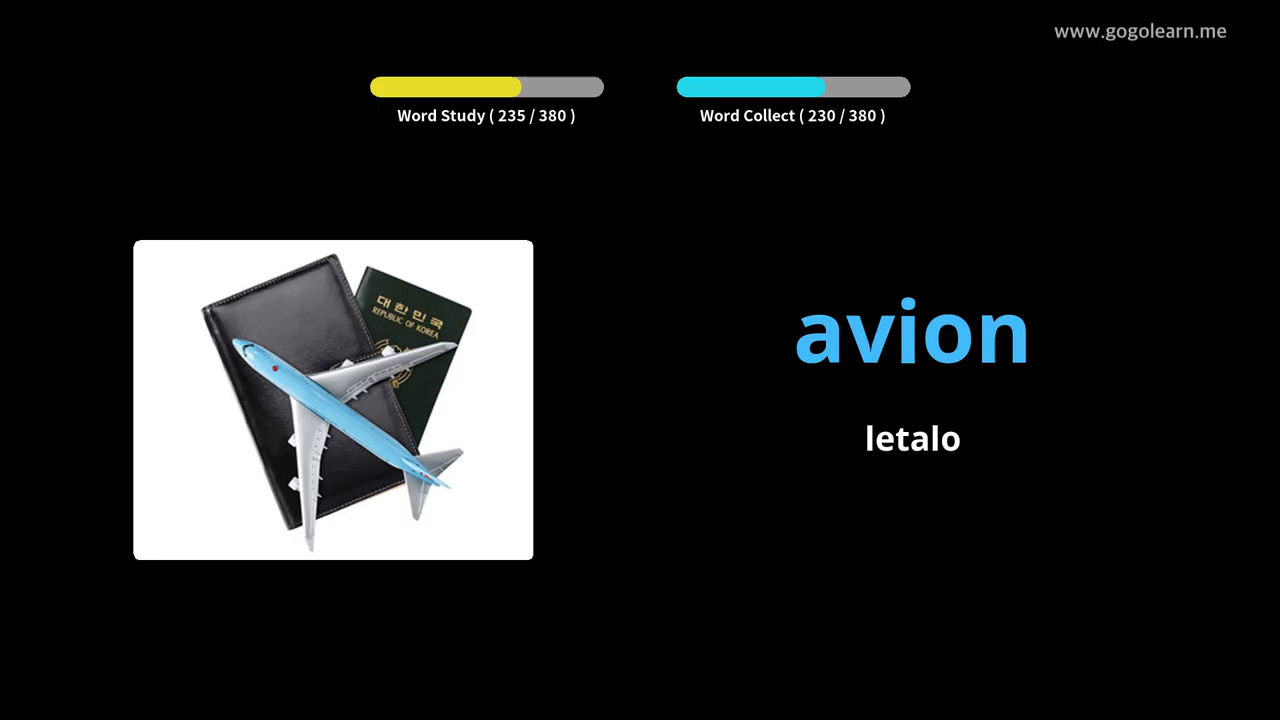 www.gogolearn.me
Word Study ( 235 / 380 )
Word Collect ( 230 / 380 )
대한민국
REPUBLIC OF KOREA
avion
letalo